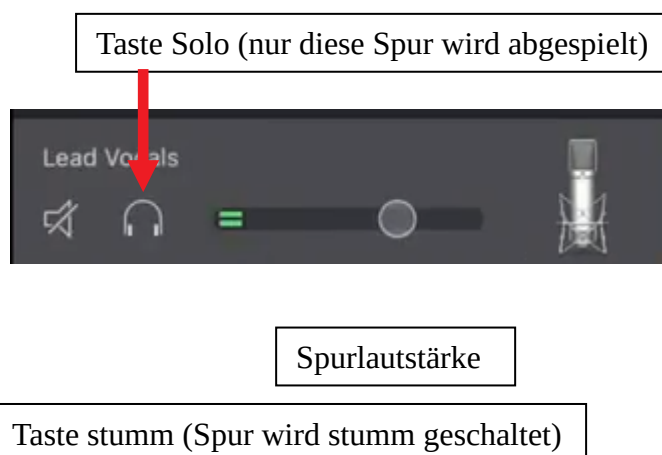 Taste Solo (nur diese Spur wird abgespielt)
Lead Vocals
Spurlautstärke
Taste stumm (Spur wird stumm geschaltet)